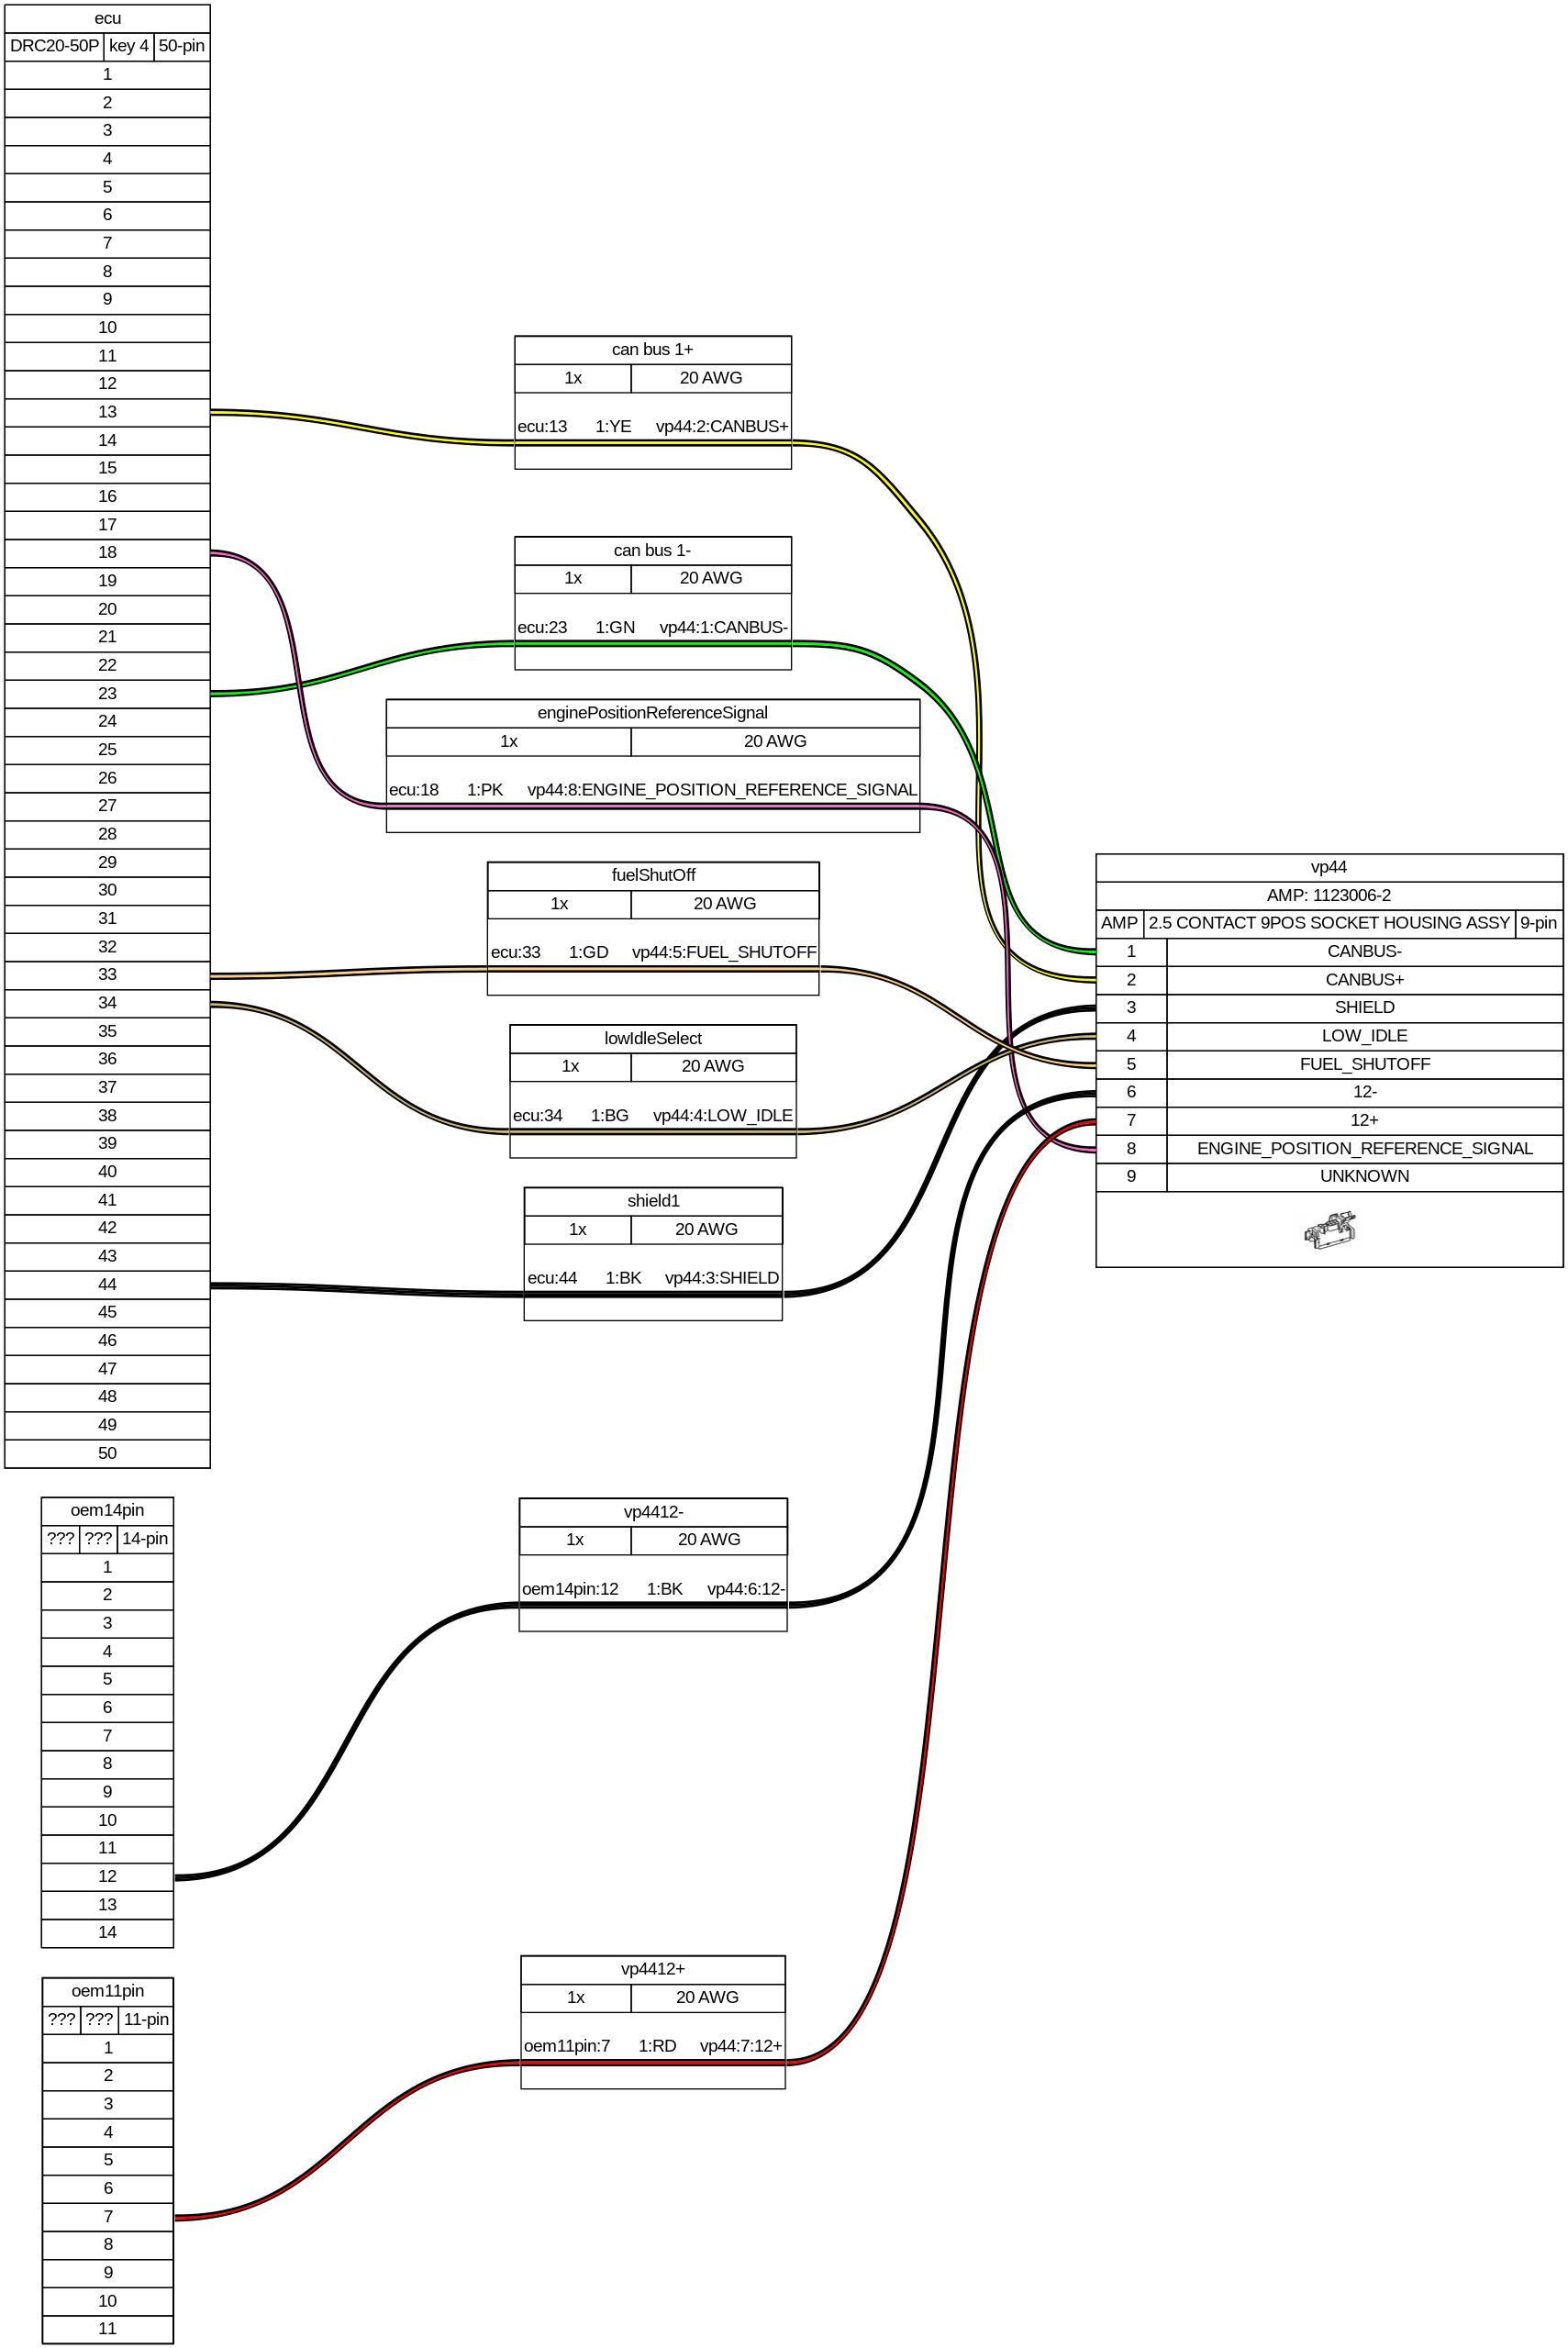 ecu
DRC20-50P key 4 50-pin
1
2
3
4
5
6
7
8
9
10
11
12
13
14
15
16
17
18
19
20
21
22
23
24
25
26
27
28
29
30
31
32
33
34
35
36
37
38
39
40
41
42
43
44
45
46
47
48
49
50
oem14pin
??? ??? 14-pin
1
2
3
4
5
6
7
8
9
10
11
12
13
14
oem11pin
??? ??? 11-pin
1
2
3
4
5
6
7
8
9
10
11
can bus 1+
1x 20 AWG
ecu:13 1:YE vp44:2:CANBUS+
can bus 1-
1x 20 AWG
ecu:23 1:GN vp44:1:CANBUS-
enginePositionReferenceSignal
1x 20 AWG
ecu:18 1:PK vp44:8:ENGINE_POSITION_REFERENCE_SIGNAL
fuelShutOff
1x 20 AWG
ecu:33 1:GD vp44:5:FUEL_SHUTOFF
lowIdleSelect
1x 20 AWG
ecu:34 1:BG vp44:4:LOW_IDLE
shield1
1x 20 AWG
ecu:44 1:BK vp44:3:SHIELD
vp4412-
1x 20 AWG
oem14pin:12 1:BK vp44:6:12-
vp4412+
1x 20 AWG
oem11pin:7 1:RD vp44:7:12+
vp44
AMP: 1123006-2
AMP 2.5 CONTACT 9POS SOCKET HOUSING ASSY 9-pin
1 CANBUS-
2 CANBUS+
3 SHIELD
4 LOW_IDLE
5 FUEL_SHUTOFF
6 12-
7 12+
8 ENGINE_POSITION_REFERENCE_SIGNAL
9 UNKNOWN